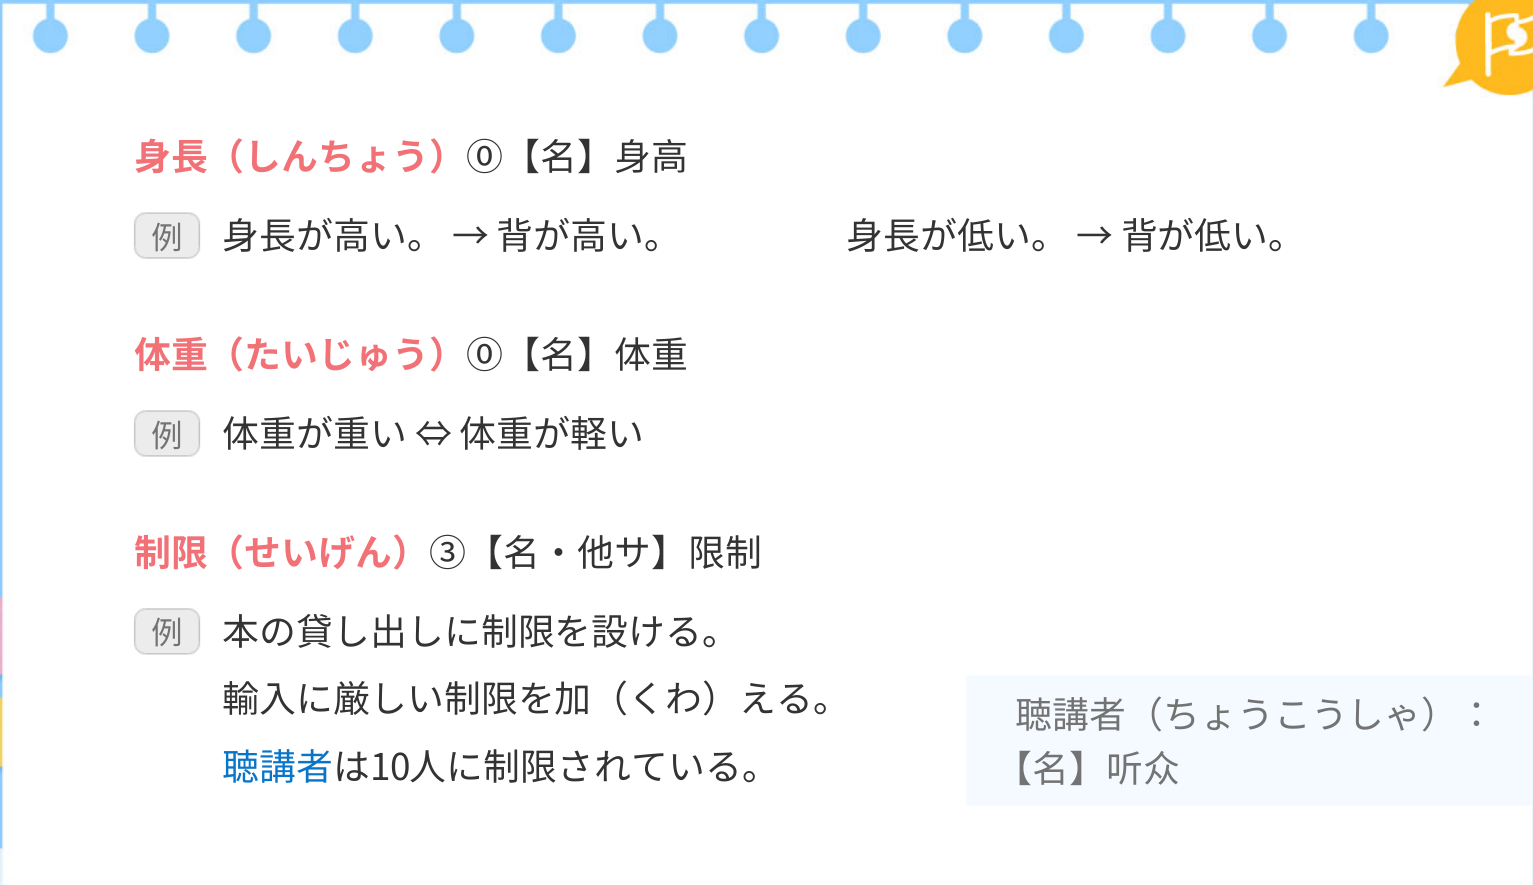 身長（しんちょう）⓪【名】身高
例 身長が高い。→背が高い。 身長が低い。→背が低い。
体重（たいじゅう）⓪【名】体重
例 体重が重い⇔体重が軽い
制限（せいげん）③【名・他サ】限制
例 本の貸し出しに制限を設ける。
輸入に厳しい制限を加（くわ）える。
聴講者は10人に制限されている。
聴講者（ちょうこうしゃ）：
【名】听众